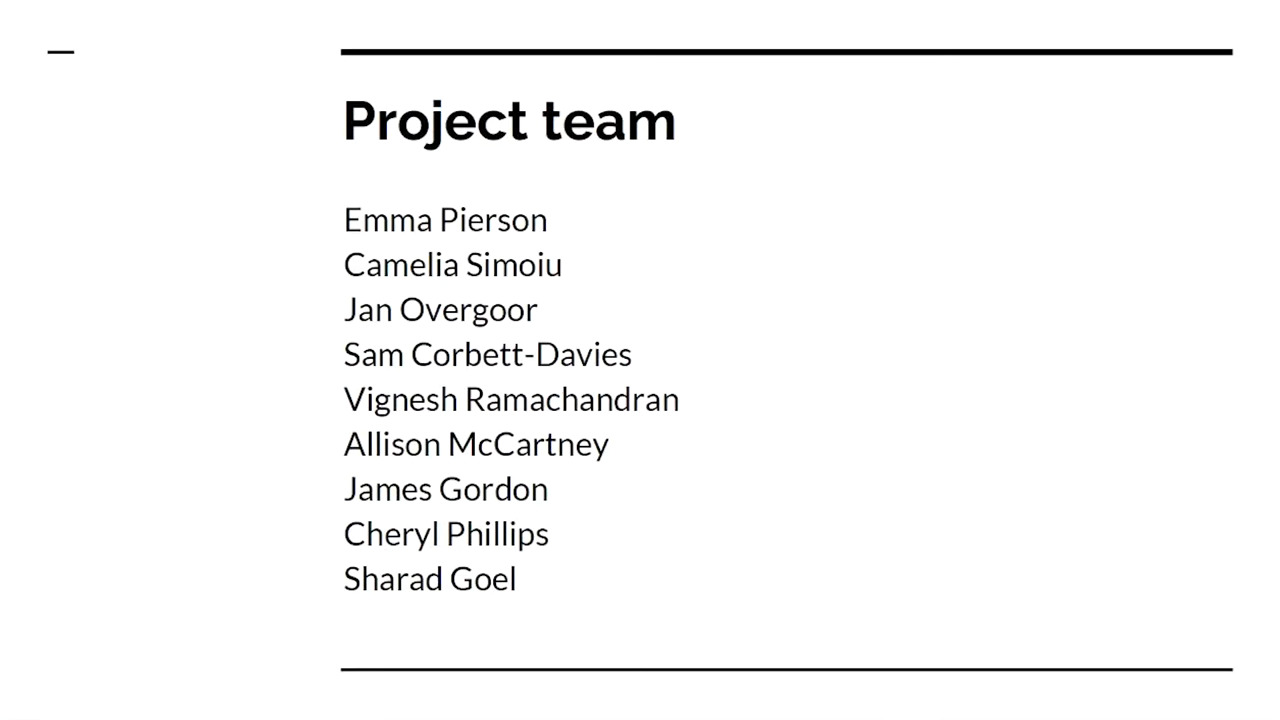 Project team
Emma Pierson
Camelia Simoiu
Jan Overgoor
Sam Corbett-Davies
Vignesh Ramachandran
Allison McCartney
James Gordon
Cheryl Phillips
Sharad Goel